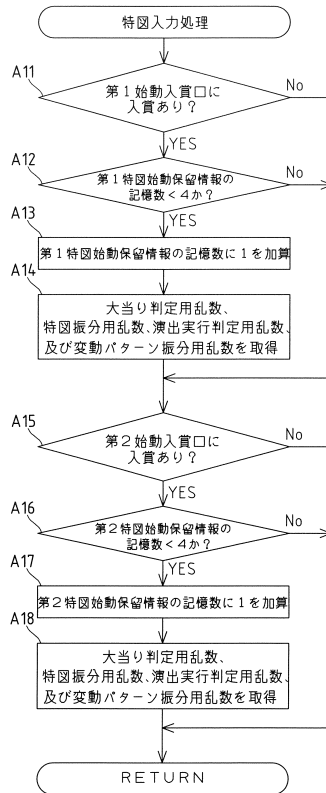 特図入力処理
A11
第1始動入賞口に
入賞あり?
No
YES
A12
第1特図始動保留情報の
記憶数<4か?
No
YES
A13
第1特図始動保留情報の記憶数に1を加算
A14
大当り判定用乱数、
特図振分用乱数、演出実行判定用乱数、
及び変動パターン振分用乱数を取得
A15
第2始動入賞口に
入賞あり?
No
YES
A16
第2特図始動保留情報の
記憶数<4か?
No
YES
A17
第2特図始動保留情報の記憶数に1を加算
A18
大当り判定用乱数、
特図振分用乱数、演出実行判定用乱数、
及び変動パターン振分用乱数を取得
RETURN